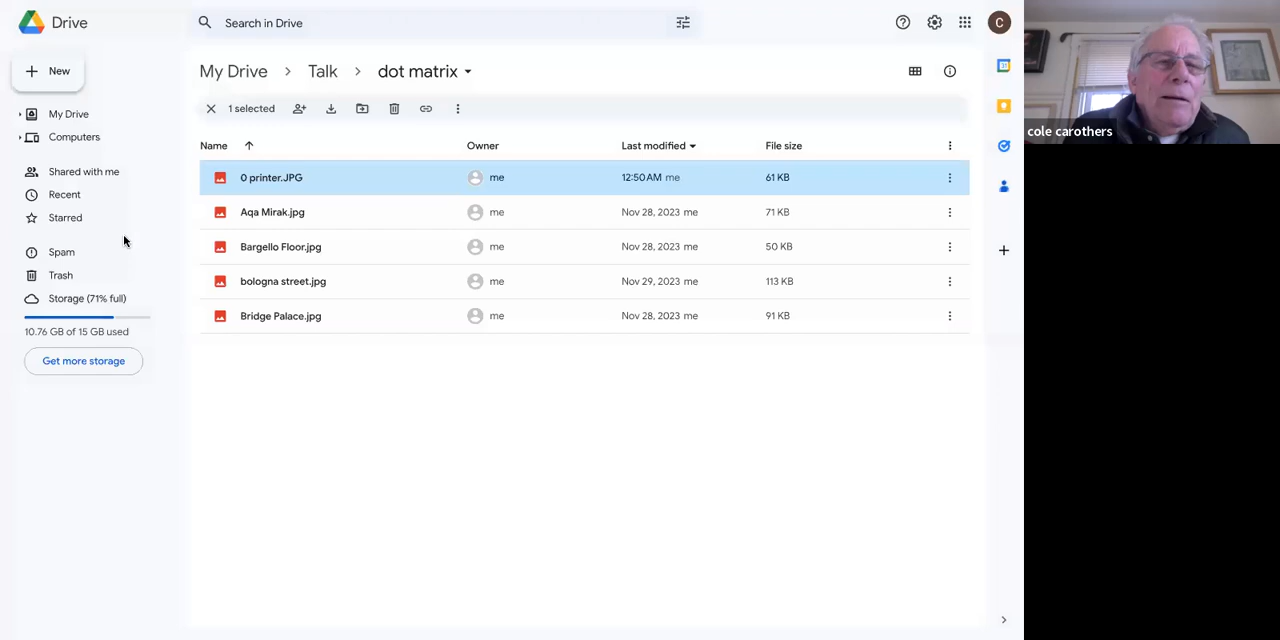 Drive
Search in Drive
C
New
My Drive
Computers
Shared with me
Recent
Starred
Spam
Trash
Storage (71% full)
10.76 GB of 15 GB used
Get more storage
My Drive > Talk > dot matrix
1 selected
Name Owner Last modified File size
0 printer.JPG me 12:50 AM me 61 KB
Aqa Mirak.jpg me Nov 28, 2023 me 71 KB
Bargello Floor.jpg me Nov 28, 2023 me 50 KB
bologna street.jpg me Nov 29, 2023 me 113 KB
Bridge Palace.jpg me Nov 28, 2023 me 91 KB
31
cole carothers